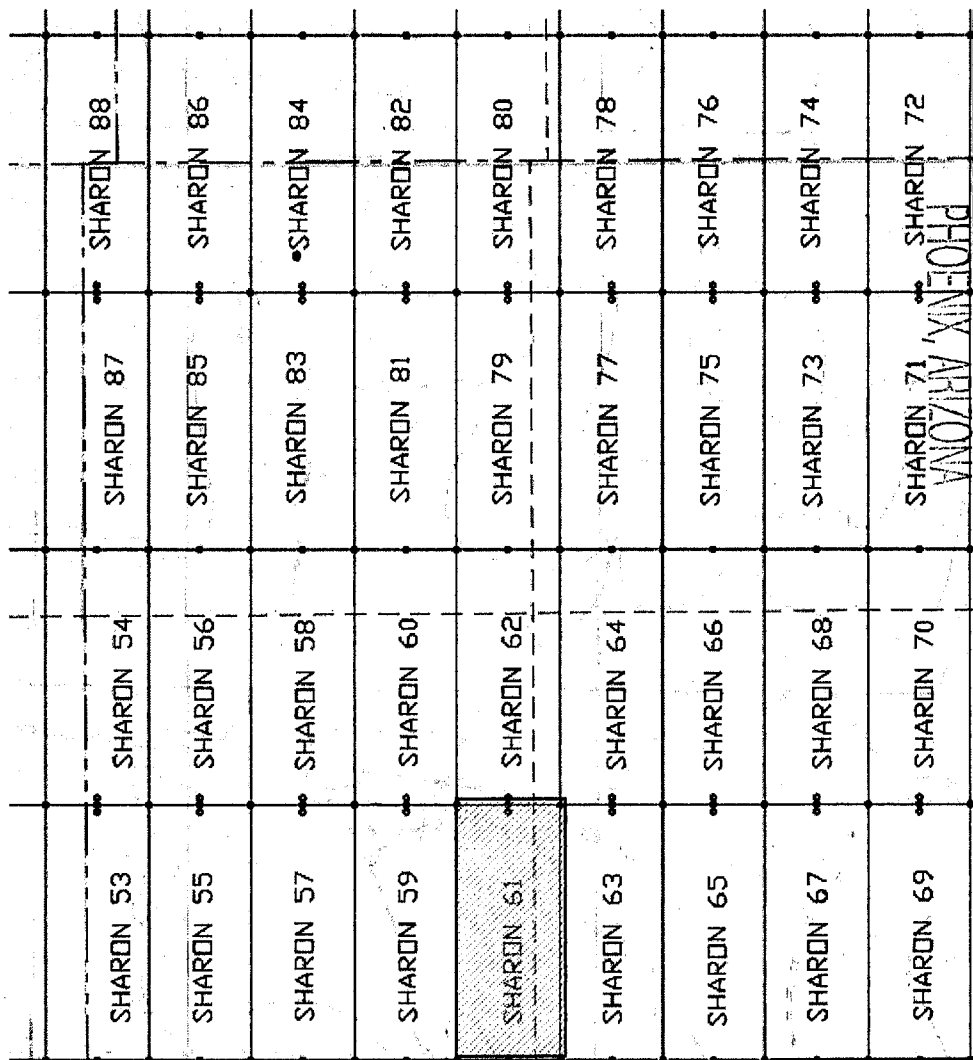 SHARON 88
SHARON 86
SHARON 84
SHARON 82
SHARON 80
SHARON 78
SHARON 76
SHARON 74
SHARON 72
SHARON 87
SHARON 85
SHARON 83
SHARON 81
SHARON 79
SHARON 77
SHARON 75
SHARON 73
SHARON 71
PHOENIX, ARIZONA
SHARON 54
SHARON 56
SHARON 58
SHARON 60
SHARON 62
SHARON 64
SHARON 66
SHARON 68
SHARON 70
SHARON 53
SHARON 55
SHARON 57
SHARON 59
SHARON 61
SHARON 63
SHARON 65
SHARON 67
SHARON 69